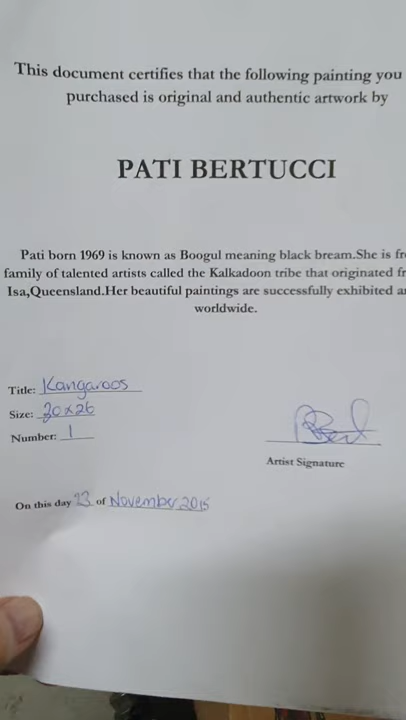 This document certifies that the following painting you
purchased is original and authentic artwork by
PATI BERTUCCI
Pati born 1969 is known as Boogul meaning black bream.She is
family of talented artists called the Kalkadoon tribe that originated
Isa,Queensland.Her beautiful paintings are successfully exhibited
worldwide.
Title: Kangaroos
Size: 20x26
Number: 1
Artist Signature
On this day 23 of November 2015